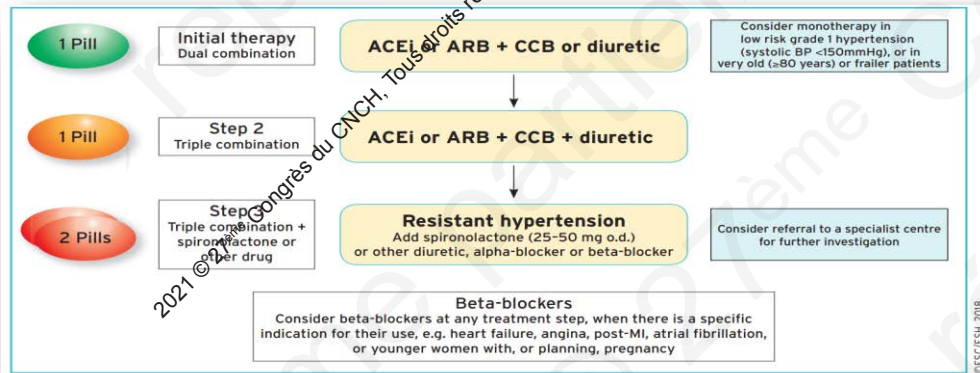 1 Pill
Initial therapy
Dual combination
ACEi or ARB + CCB or diuretic
Consider monotherapy in
low risk grade 1 hypertension
(systolic BP <150mmHg), or in
very old (≥80 years) or frailer patients
1 Pill
Step 2
Triple combination
ACEi or ARB + CCB + diuretic
2 Pills
Step 3
Triple combination +
spironolactone or
other drug
Resistant hypertension
Add spironolactone (25–50 mg o.d.)
or other diuretic, alpha-blocker or beta-blocker
Consider referral to a specialist centre
for further investigation
Beta-blockers
Consider beta-blockers at any treatment step, when there is a specific
indication for their use, e.g. heart failure, angina, post-MI, atrial fibrillation,
or younger women with, or planning, pregnancy
2021 © 27ème Congrès du CNCH, Tous droits
27ème